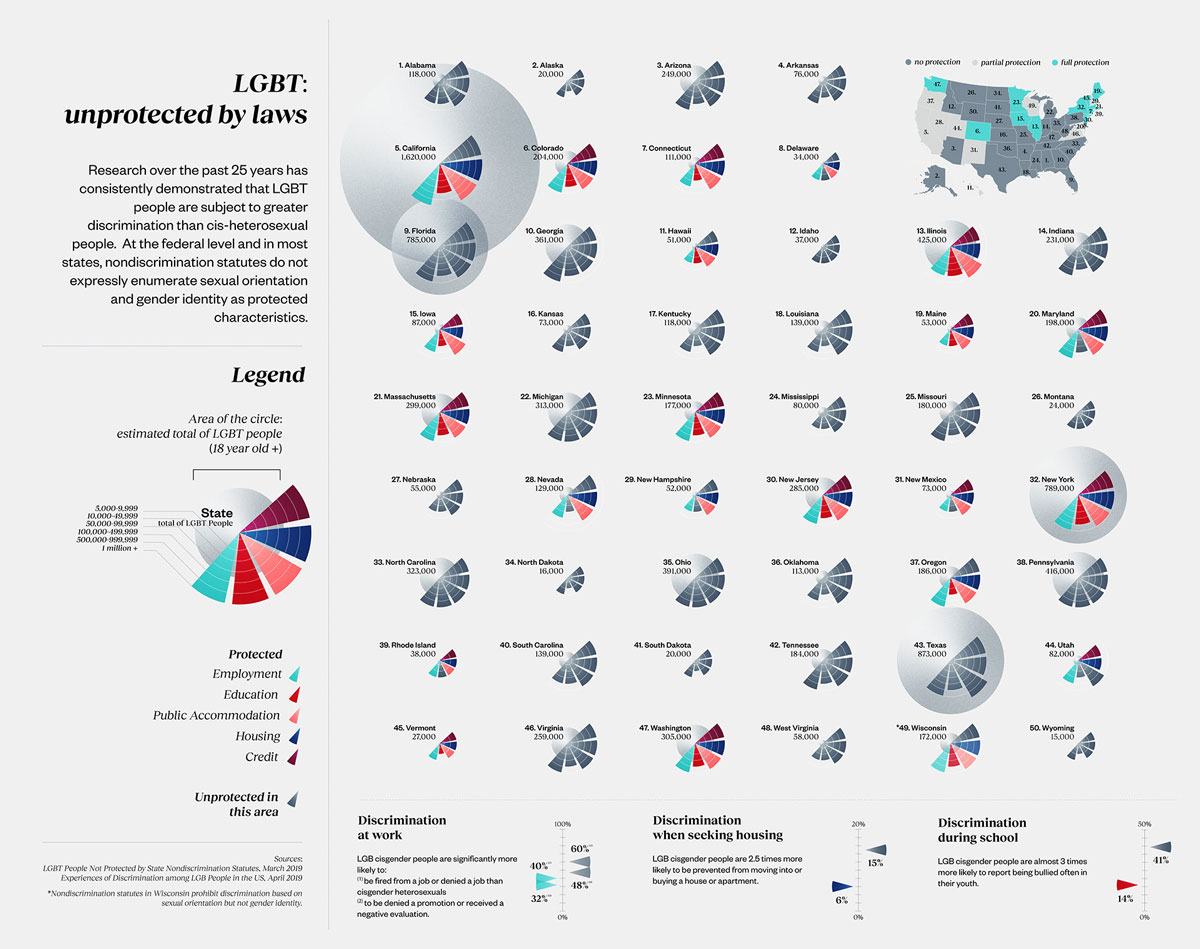 LGBT:
unprotected by laws
Research over the past 25 years has
consistently demonstrated that LGBT
people are subject to greater
discrimination than cis-heterosexual
people. At the federal level and in most
states, nondiscrimination statutes do not
expressly enumerate sexual orientation
and gender identity as protected
characteristics.
Legend
Area of the circle:
estimated total of LGBT people
(18 year old +)
State
total of LGBT People
5,000-9,999
10,000-49,999
50,000-99,999
100,000-499,999
500,000-999,999
1 million +
Protected
Employment
Education
Public Accommodation
Housing
Credit
Unprotected in
this area
Sources:
LGBT People Not Protected by State Nondiscrimination Statutes, March 2019
Experiences of Discrimination among LGB People in the US, April 2019
*Nondiscrimination statutes in Wisconsin prohibit discrimination based on
sexual orientation but not gender identity.
1. Alabama
118,000
2. Alaska
20,000
3. Arizona
249,000
4. Arkansas
76,000
no protection
partial protection
full protection
5. California
1,620,000
6. Colorado
204,000
7. Connecticut
111,000
8. Delaware
34,000
9. Florida
785,000
10. Georgia
361,000
11. Hawaii
51,000
12. Idaho
37,000
13. Illinois
425,000
14. Indiana
231,000
15. Iowa
87,000
16. Kansas
73,000
17. Kentucky
118,000
18. Louisiana
139,000
19. Maine
53,000
20. Maryland
198,000
21. Massachusetts
299,000
22. Michigan
313,000
23. Minnesota
177,000
24. Mississippi
80,000
25. Missouri
180,000
26. Montana
24,000
27. Nebraska
55,000
28. Nevada
129,000
29. New Hampshire
52,000
30. New Jersey
285,000
31. New Mexico
73,000
32. New York
789,000
33. North Carolina
323,000
34. North Dakota
16,000
35. Ohio
391,000
36. Oklahoma
113,000
37. Oregon
186,000
38. Pennsylvania
416,000
39. Rhode Island
38,000
40. South Carolina
139,000
41. South Dakota
20,000
42. Tennessee
184,000
43. Texas
873,000
44. Utah
82,000
45. Vermont
27,000
46. Virginia
259,000
47. Washington
305,000
48. West Virginia
58,000
*49. Wisconsin
172,000
50. Wyoming
15,000
Discrimination
at work
LGB cisgender people are significantly more
likely to:
(1) be fired from a job or denied a job than
cisgender heterosexuals
(2) to be denied a promotion or received a
negative evaluation.
100%
60%
40%
48%
32%
0%
Discrimination
when seeking housing
LGB cisgender people are 2.5 times more
likely to be prevented from moving into or
buying a house or apartment.
20%
15%
6%
0%
Discrimination
during school
LGB cisgender people are almost 3 times
more likely to report being bullied often in
their youth.
50%
41%
14%
0%